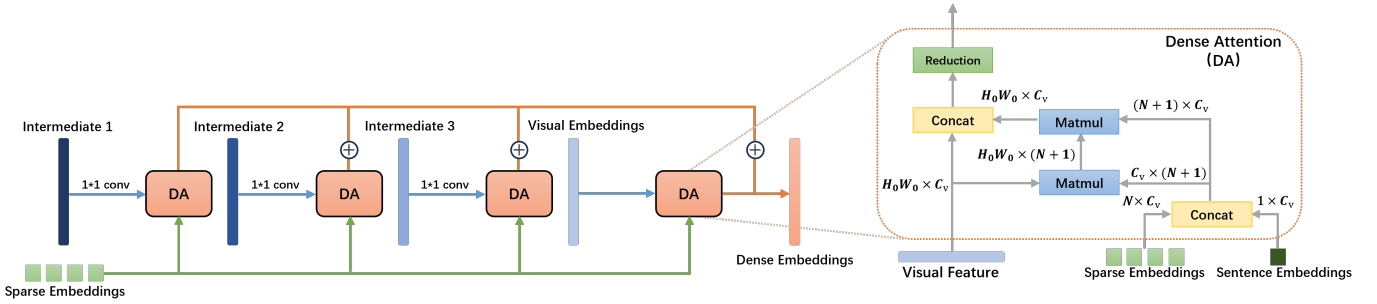 Intermediate 1
Intermediate 2
Intermediate 3
Visual Embeddings
1*1 conv
DA
1*1 conv
DA
1*1 conv
DA
DA
Dense Embeddings
Sparse Embeddings
Dense Attention
(DA)
Reduction
H₀W₀ × Cᵥ
(N + 1) × Cᵥ
Concat
Matmul
H₀W₀ × (N + 1)
Cᵥ × (N + 1)
H₀W₀ × Cᵥ
Matmul
N × Cᵥ
1 × Cᵥ
Concat
Visual Feature
Sparse Embeddings
Sentence Embeddings